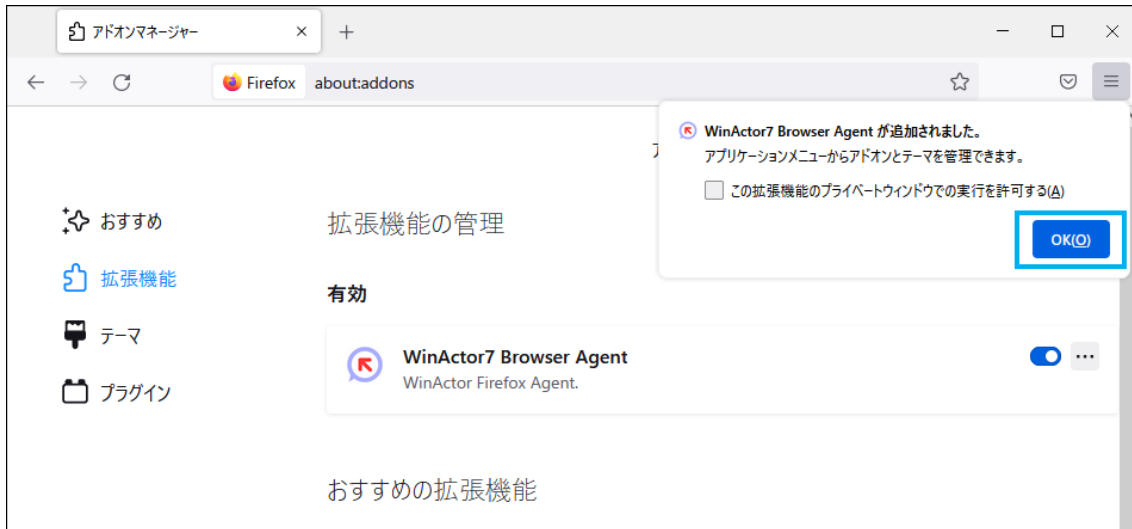 アドオンマネージャー
Firefox about:addons
WinActor7 Browser Agent が追加されました。
アプリケーションメニューからアドオンとテーマを管理できます。
この拡張機能のプライベートウィンドウでの実行を許可する(A)
OK(O)
おすすめ
拡張機能
テーマ
プラグイン
拡張機能の管理
有効
WinActor7 Browser Agent
WinActor Firefox Agent.
おすすめの拡張機能